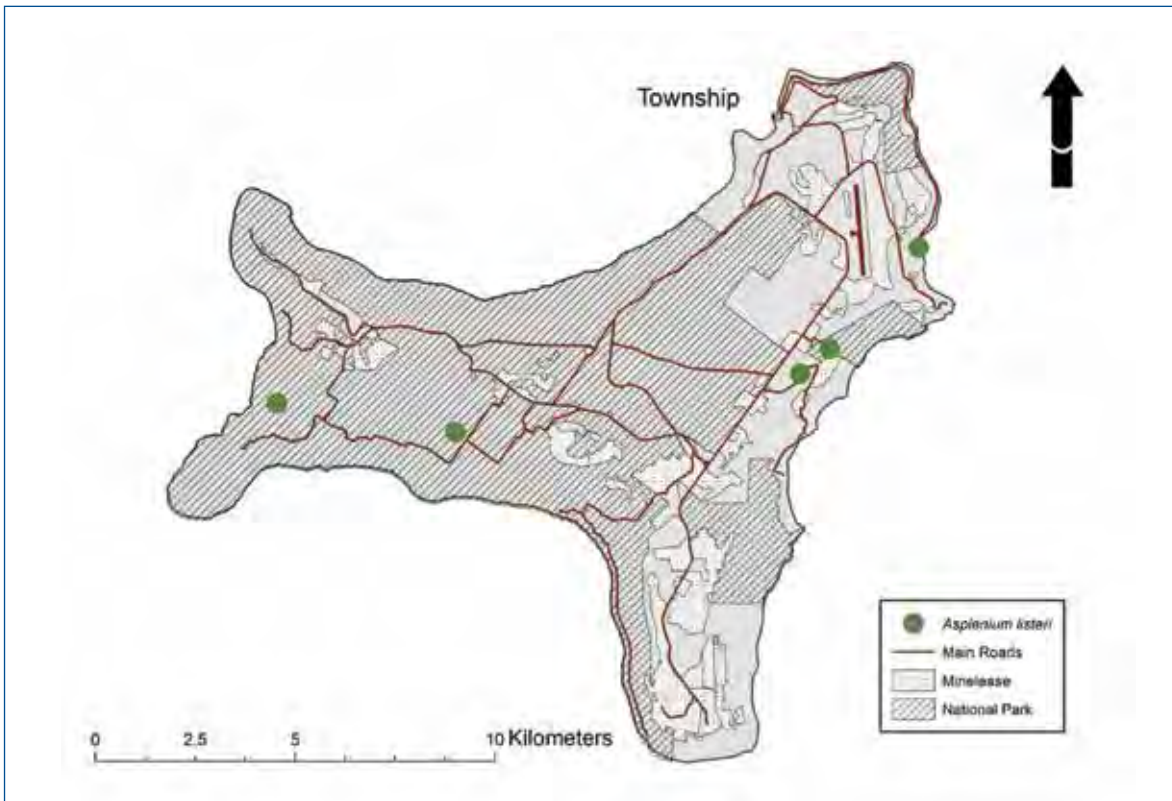 Township
Asplenium listeri
Main Roads
Minelease
National Park
0 2.5 5 10 Kilometers